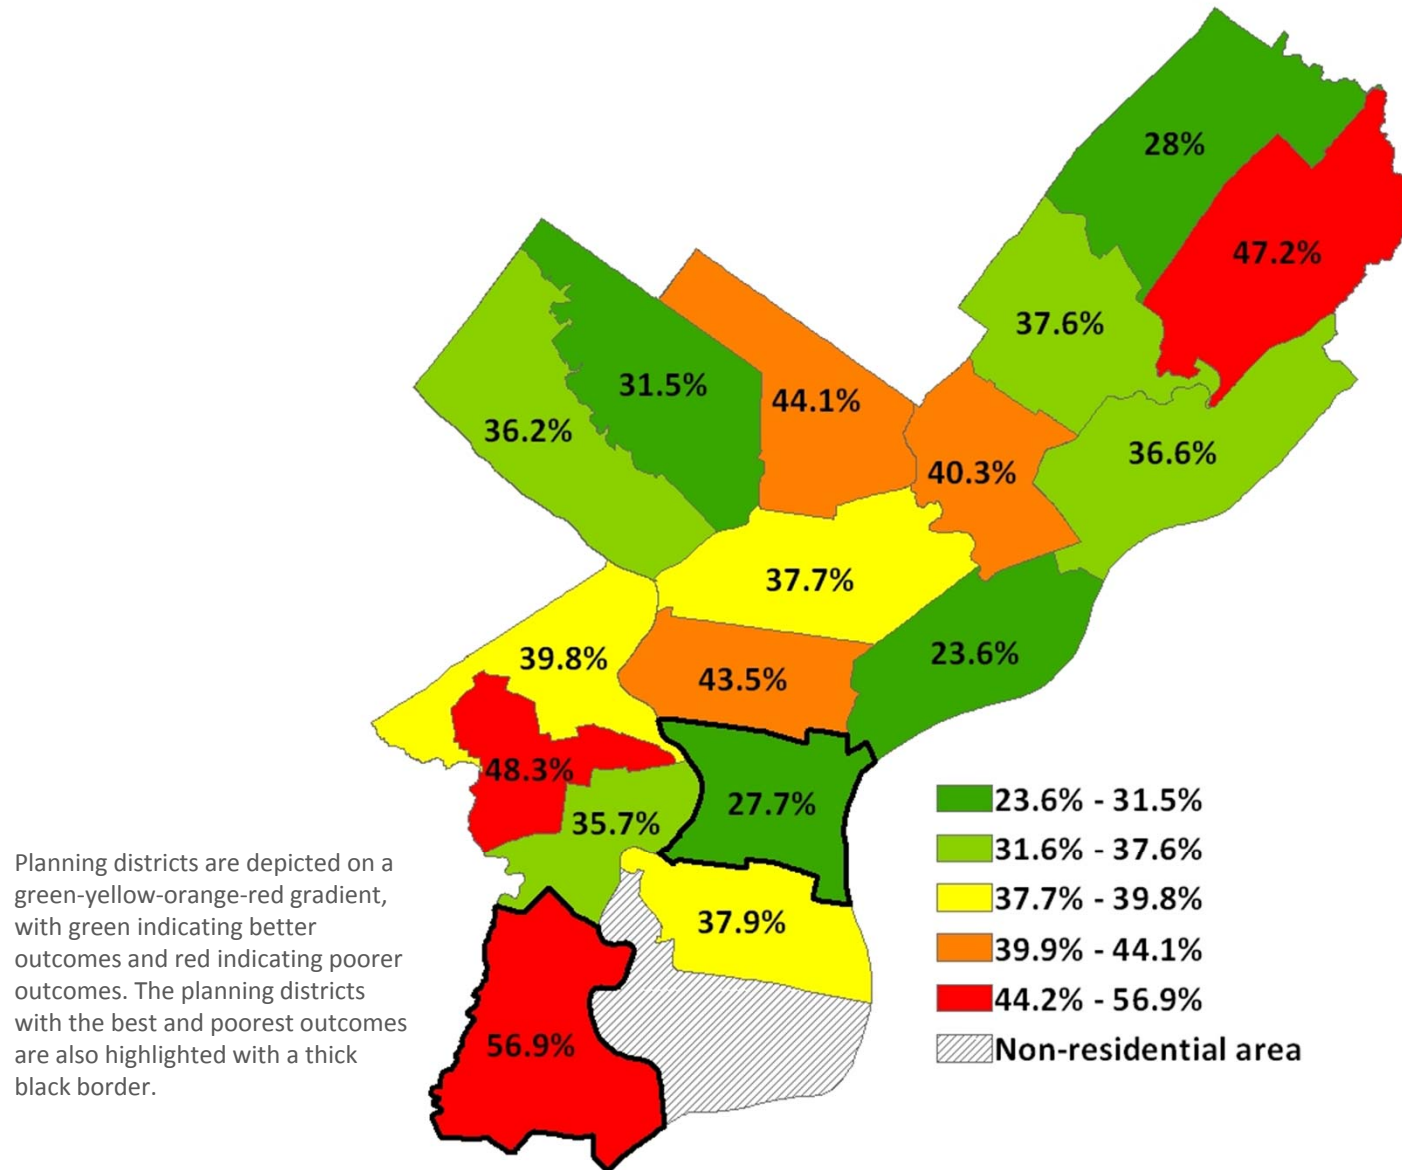 28%
47.2%
37.6%
31.5%
44.1%
36.2%
40.3%
36.6%
37.7%
39.8%
23.6%
43.5%
48.3%
27.7%
35.7%
37.9%
56.9%
23.6% - 31.5%
31.6% - 37.6%
37.7% - 39.8%
39.9% - 44.1%
44.2% - 56.9%
Non-residential area
Planning districts are depicted on a
green-yellow-orange-red gradient,
with green indicating better
outcomes and red indicating poorer
outcomes. The planning districts
with the best and poorest outcomes
are also highlighted with a thick
black border.